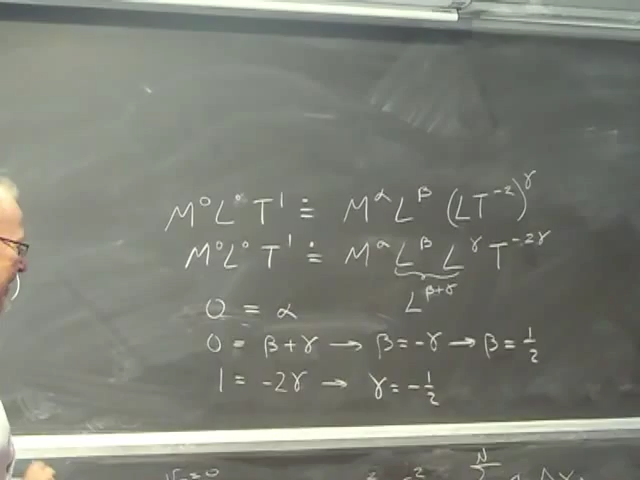 M⁰L⁰T¹ ≐ M^α L^β (LT⁻²)^γ
M⁰L⁰T¹ ≐ M^α L^β L^γ T^(-2γ)
L^(β+γ)
0 = α
0 = β+γ → β=-γ → β=1/2
1 = -2γ → γ=-1/2